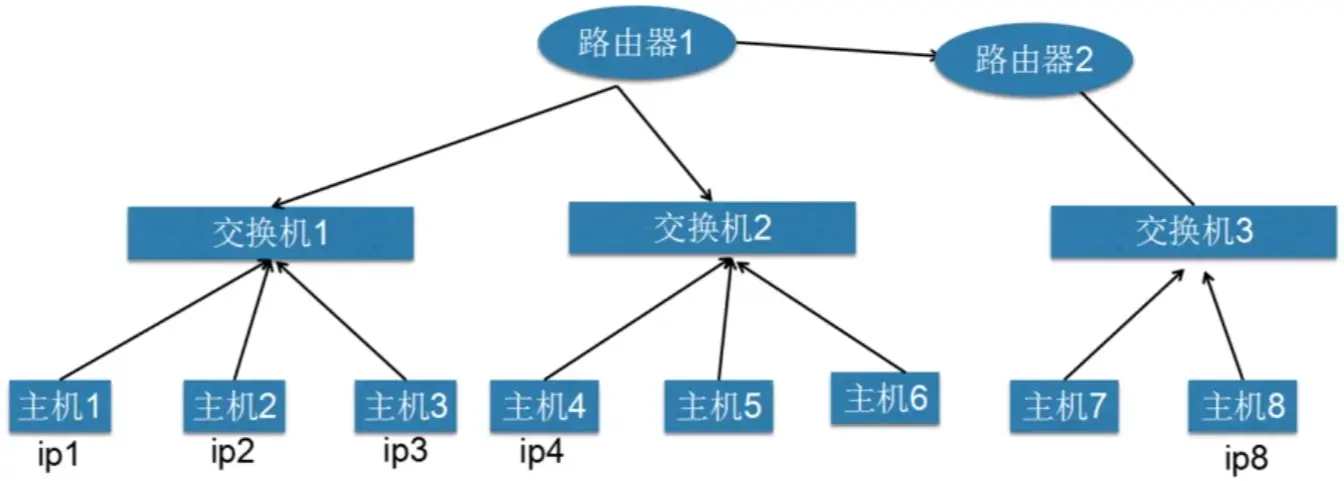 路由器1
路由器2
交换机1
交换机2
交换机3
主机1
主机2
主机3
主机4
主机5
主机6
主机7
主机8
ip1
ip2
ip3
ip4
ip8